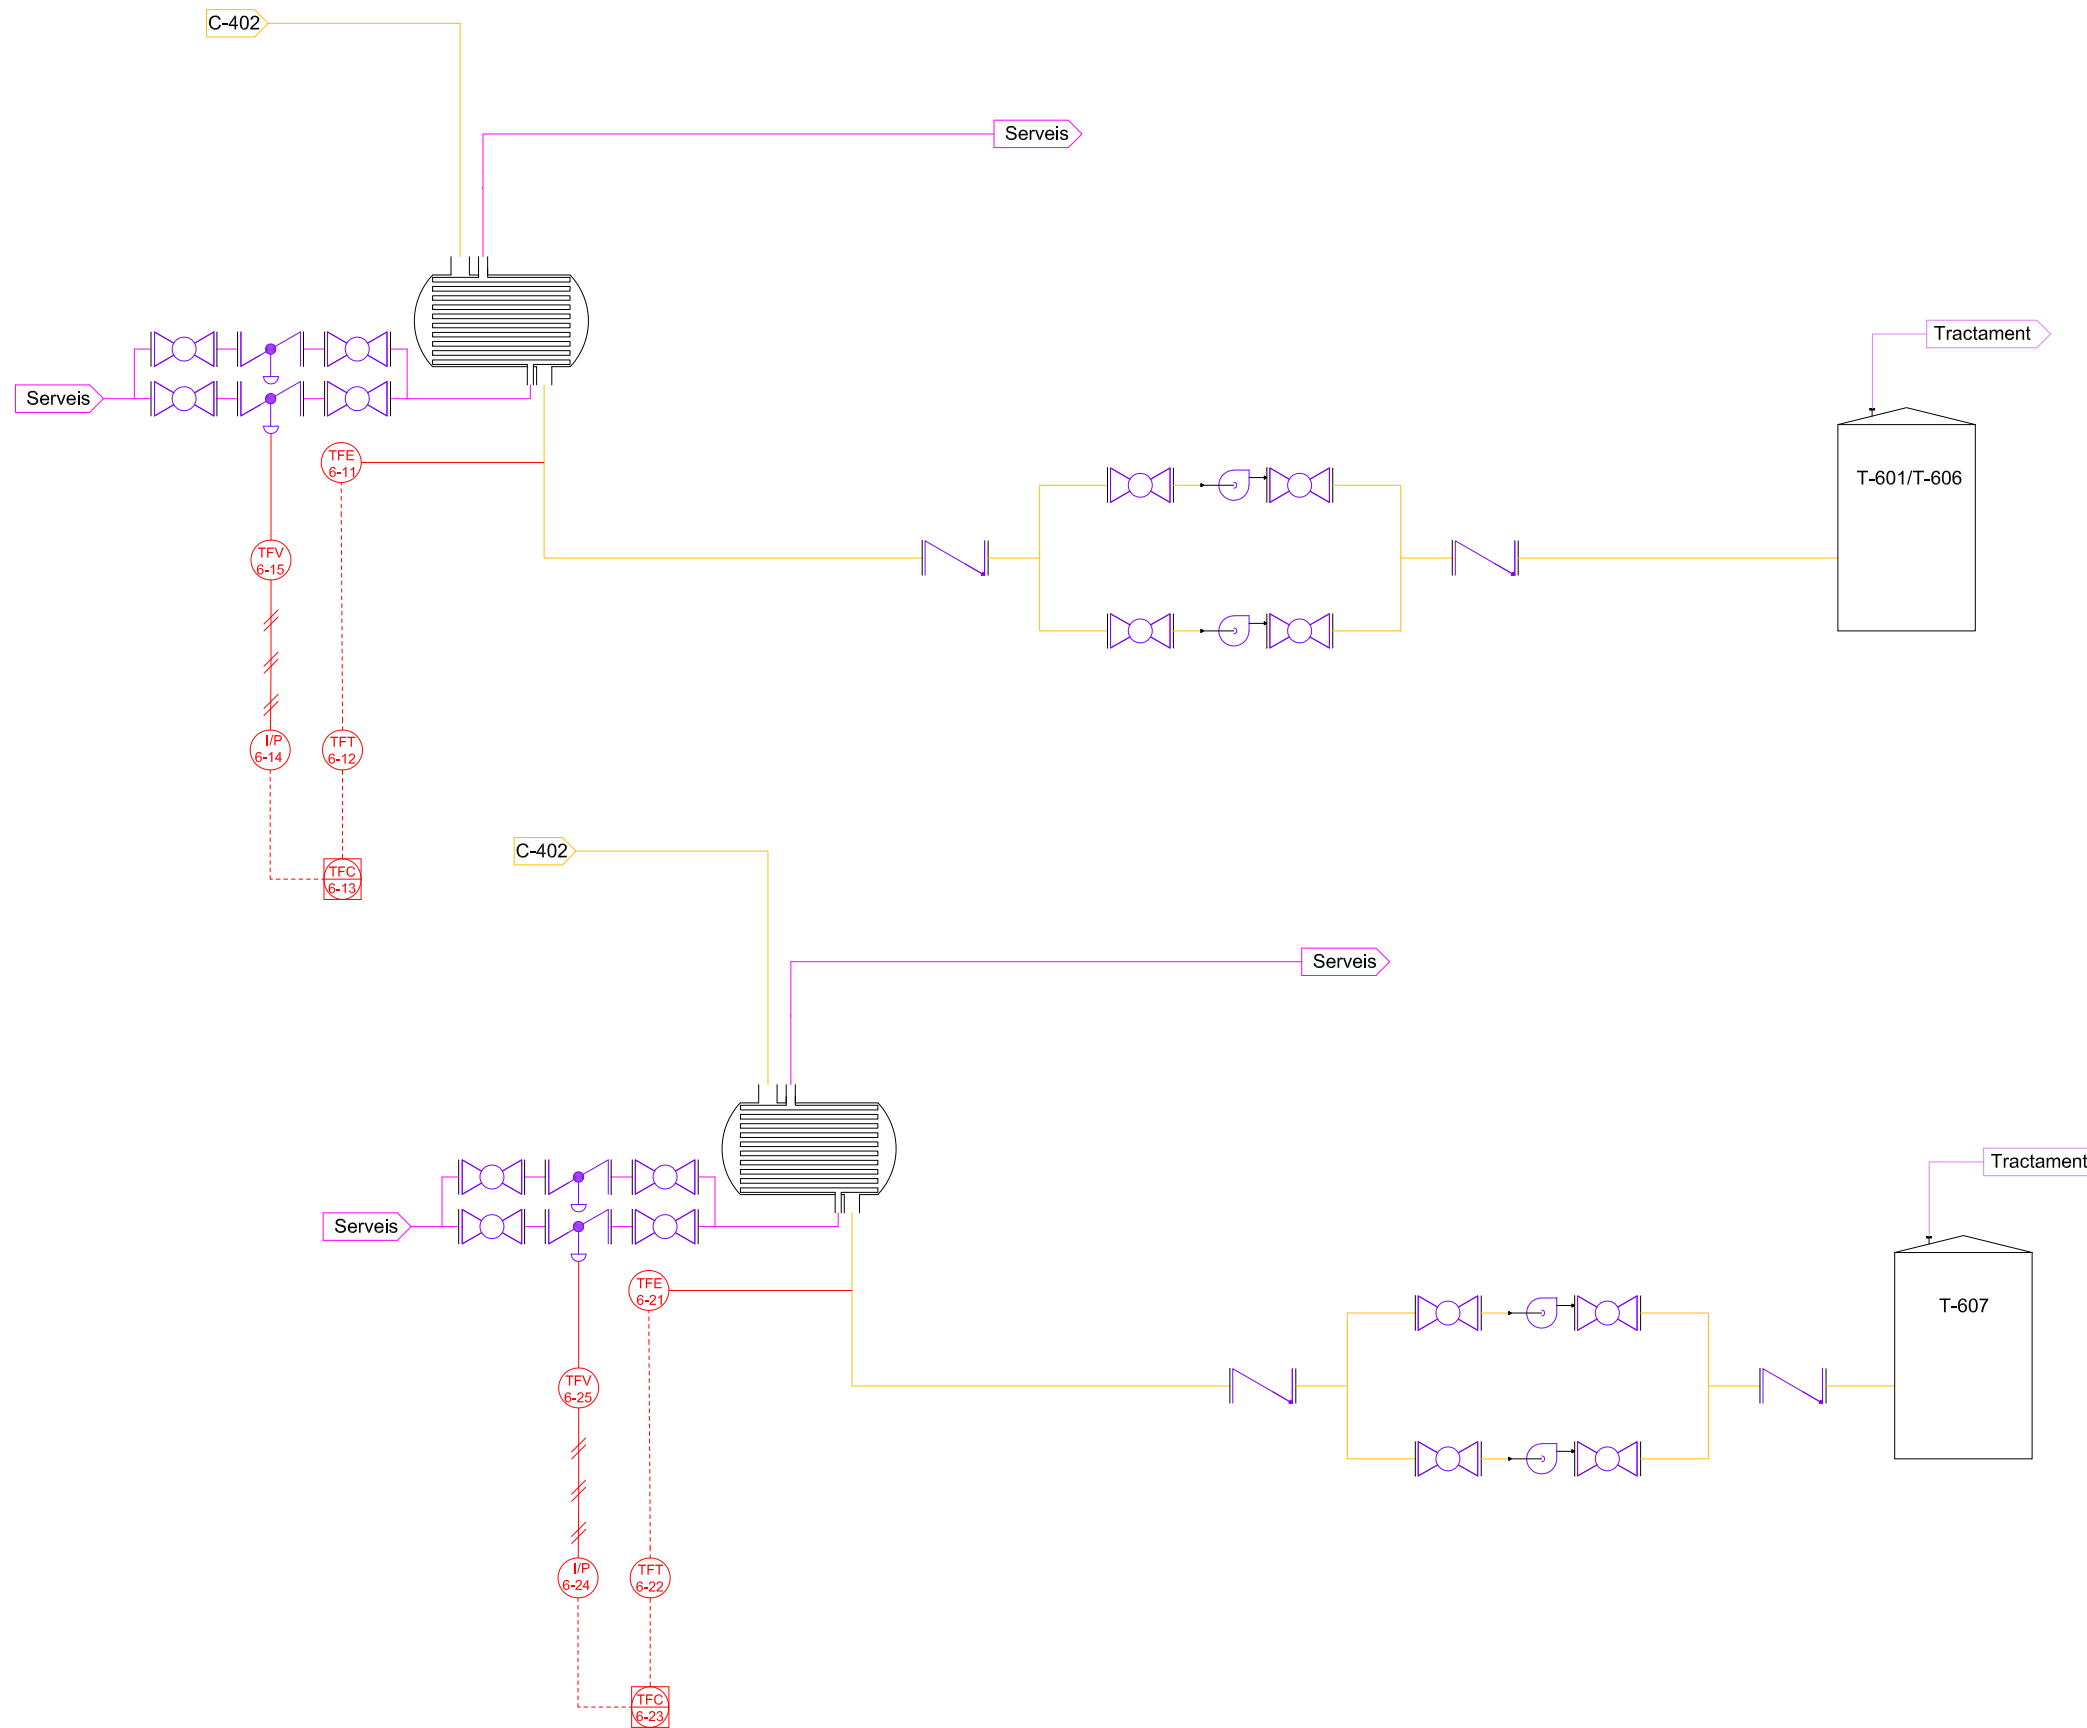 C-402
Serveis
Tractament
Serveis
TFE
6-11
T-601/T-606
TFV
6-15
I/P
6-14
TFT
6-12
C-402
TFC
6-13
Serveis
Tractament
Serveis
TFE
6-21
T-607
TFV
6-25
I/P
6-24
TFT
6-22
TFC
6-23